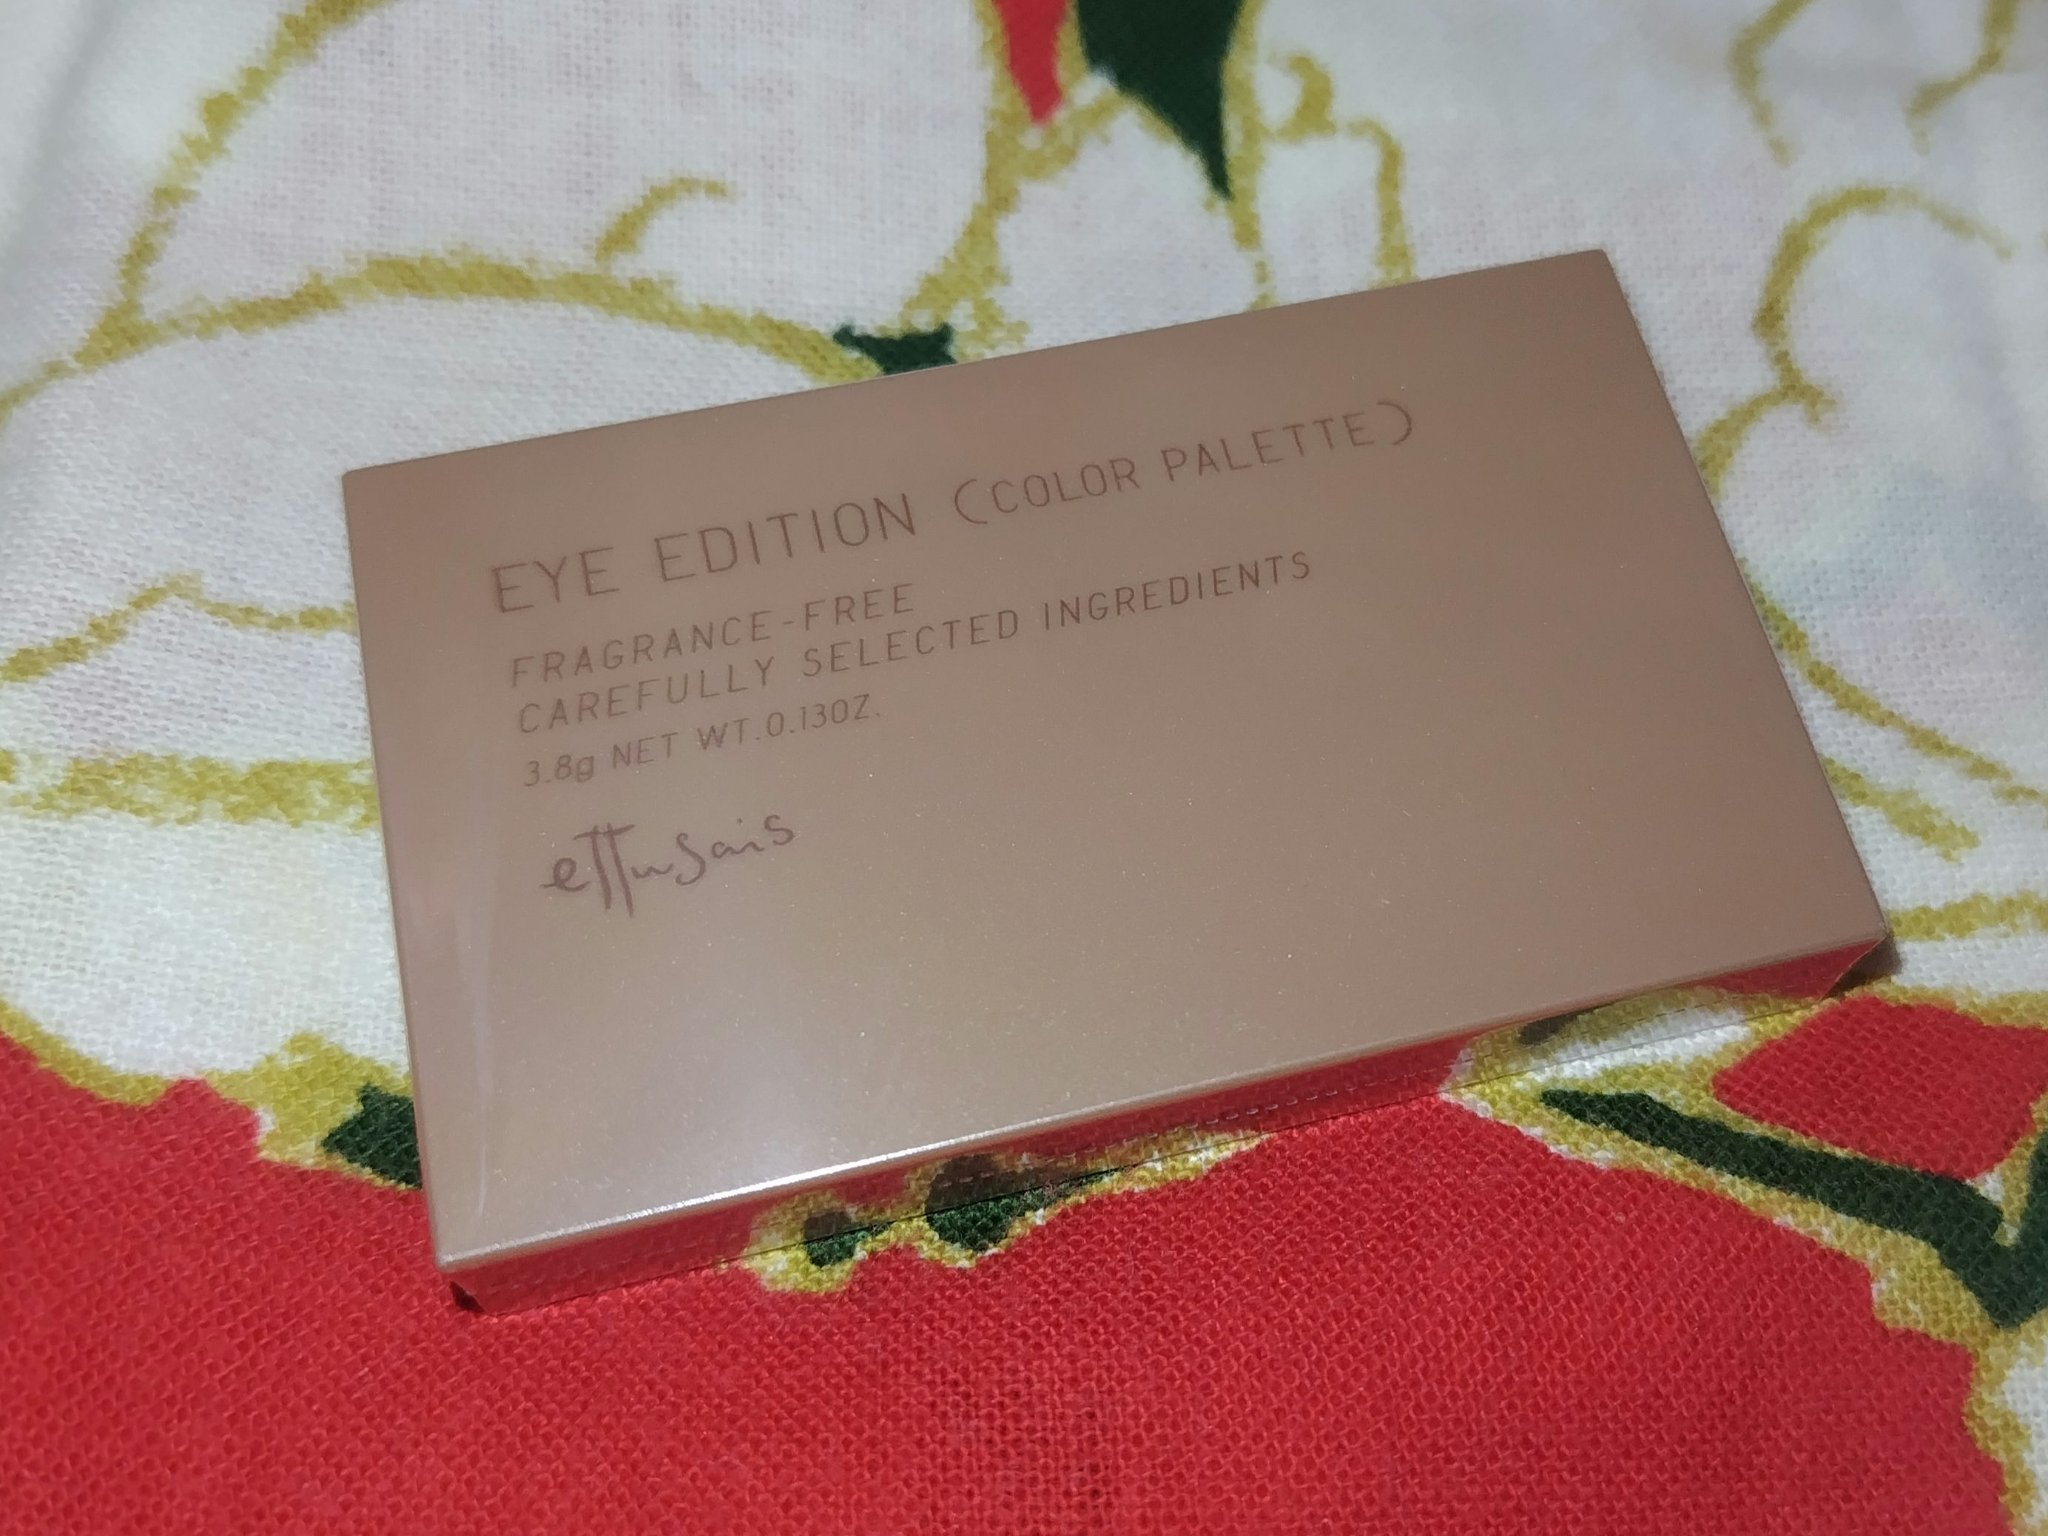 EYE EDITION (COLOR PALETTE)
FRAGRANCE-FREE
CAREFULLY SELECTED INGREDIENTS
3.8g NET WT.0.13OZ.
ettusais